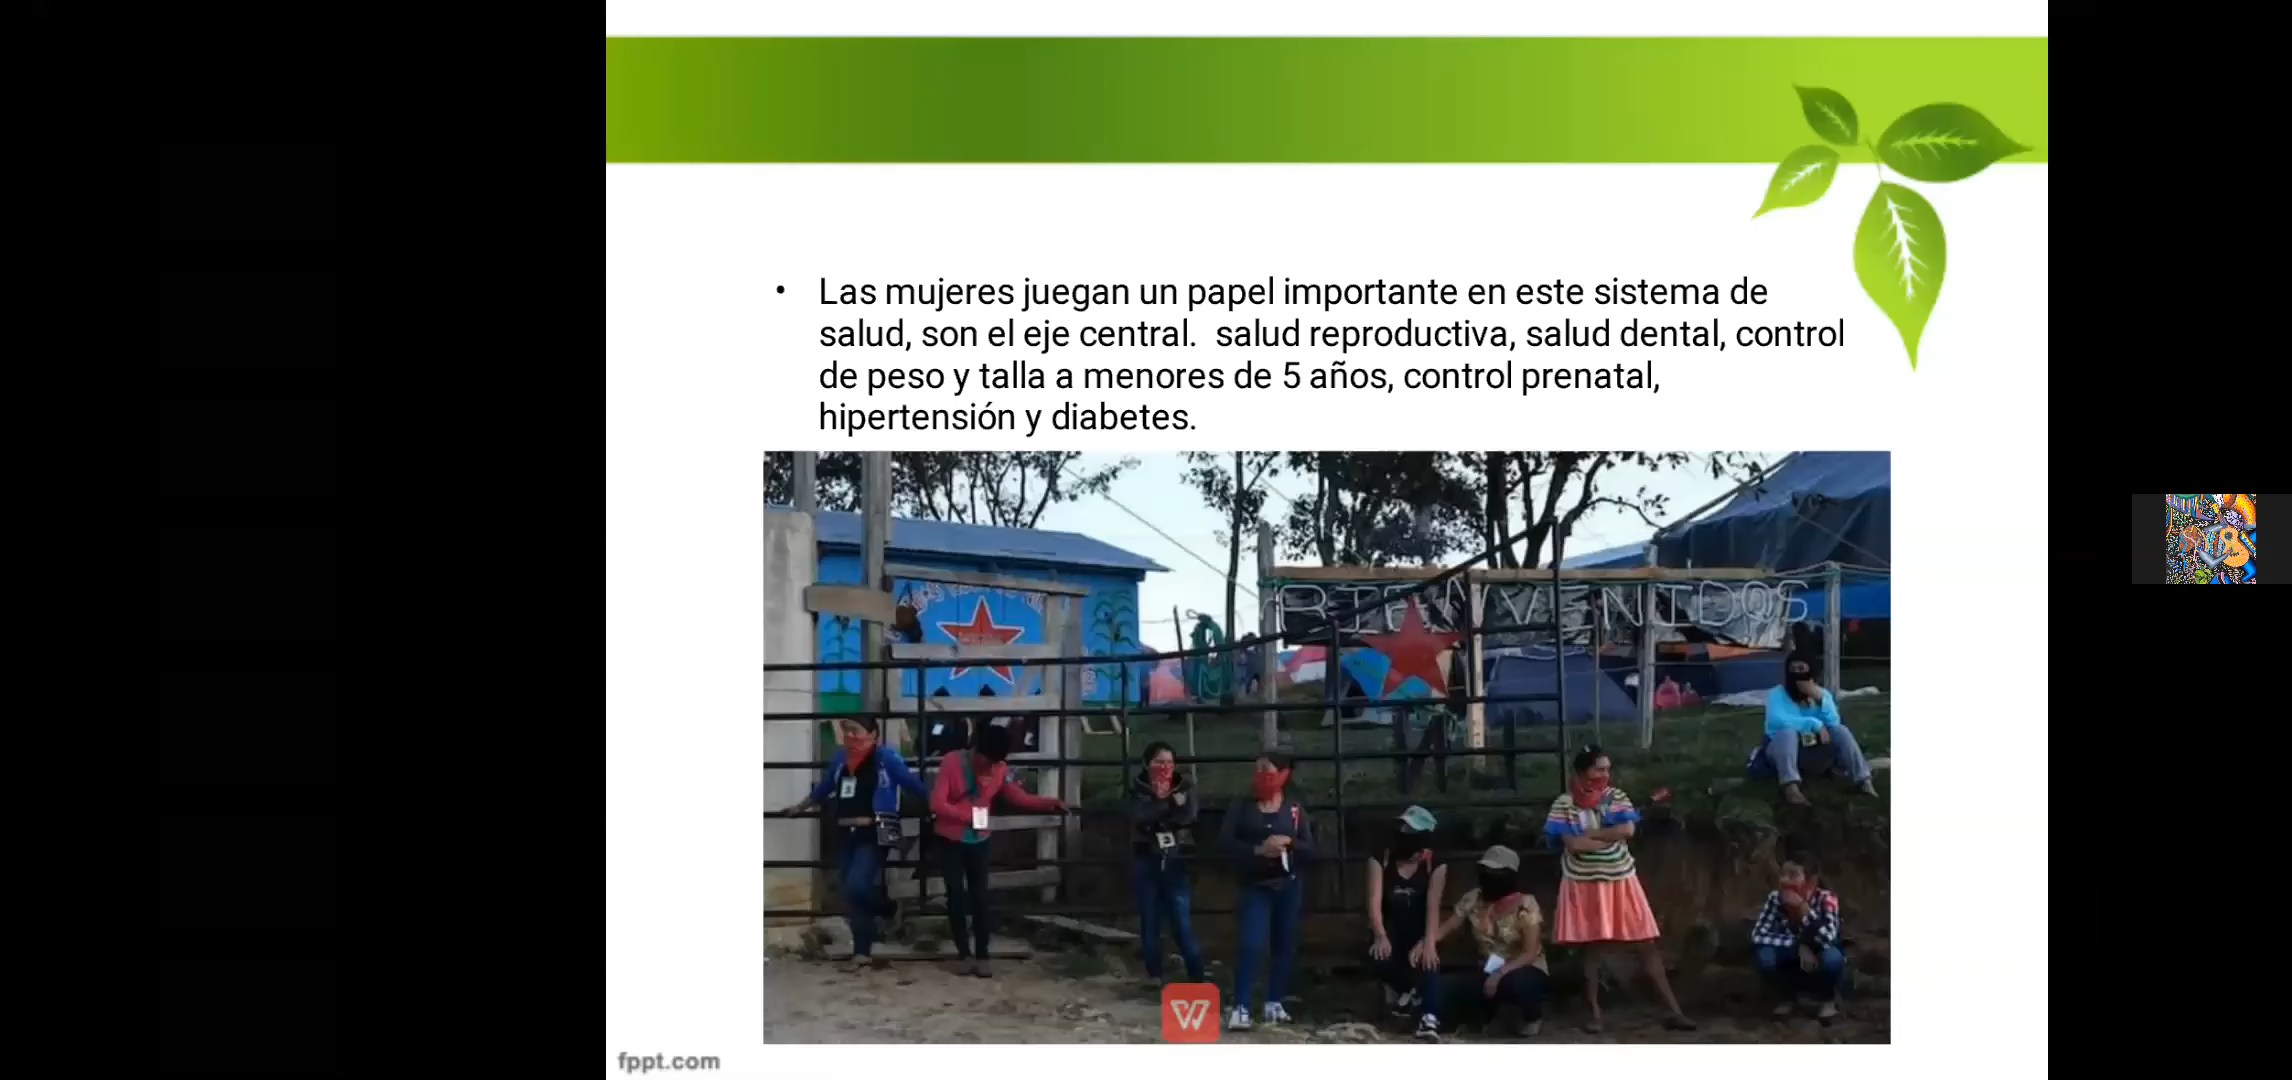 • Las mujeres juegan un papel importante en este sistema de
salud, son el eje central.  salud reproductiva, salud dental, control
de peso y talla a menores de 5 años, control prenatal,
hipertensión y diabetes.
BIENVENIDOS
fppt.com